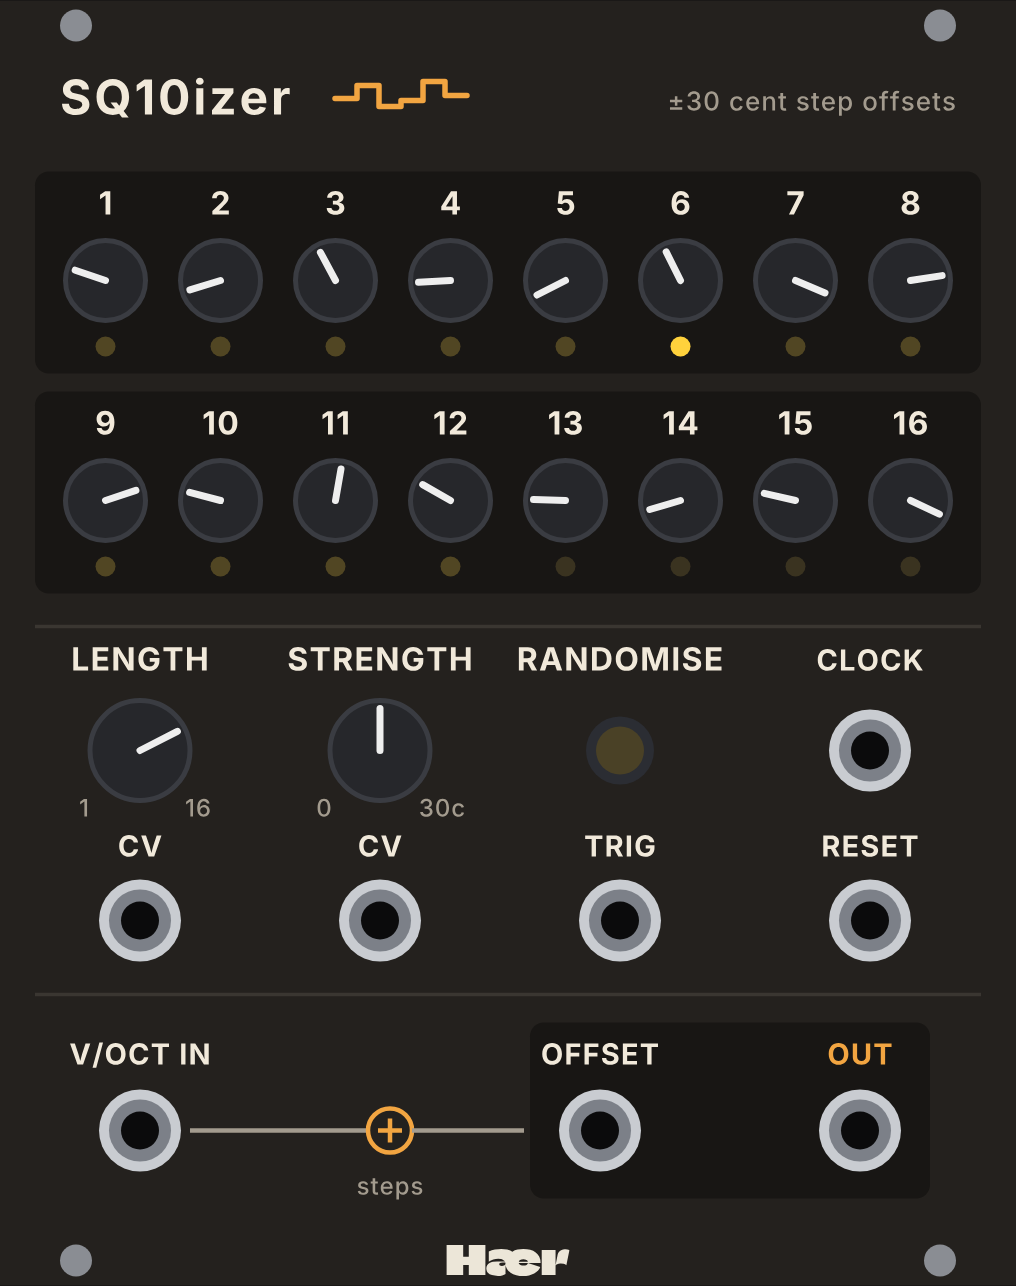 SQ10izer
±30 cent step offsets
1 2 3 4 5 6 7 8
9 10 11 12 13 14 15 16
LENGTH STRENGTH RANDOMISE CLOCK
1 16 0 30c
CV CV TRIG RESET
V/OCT IN OFFSET OUT
steps
Haer